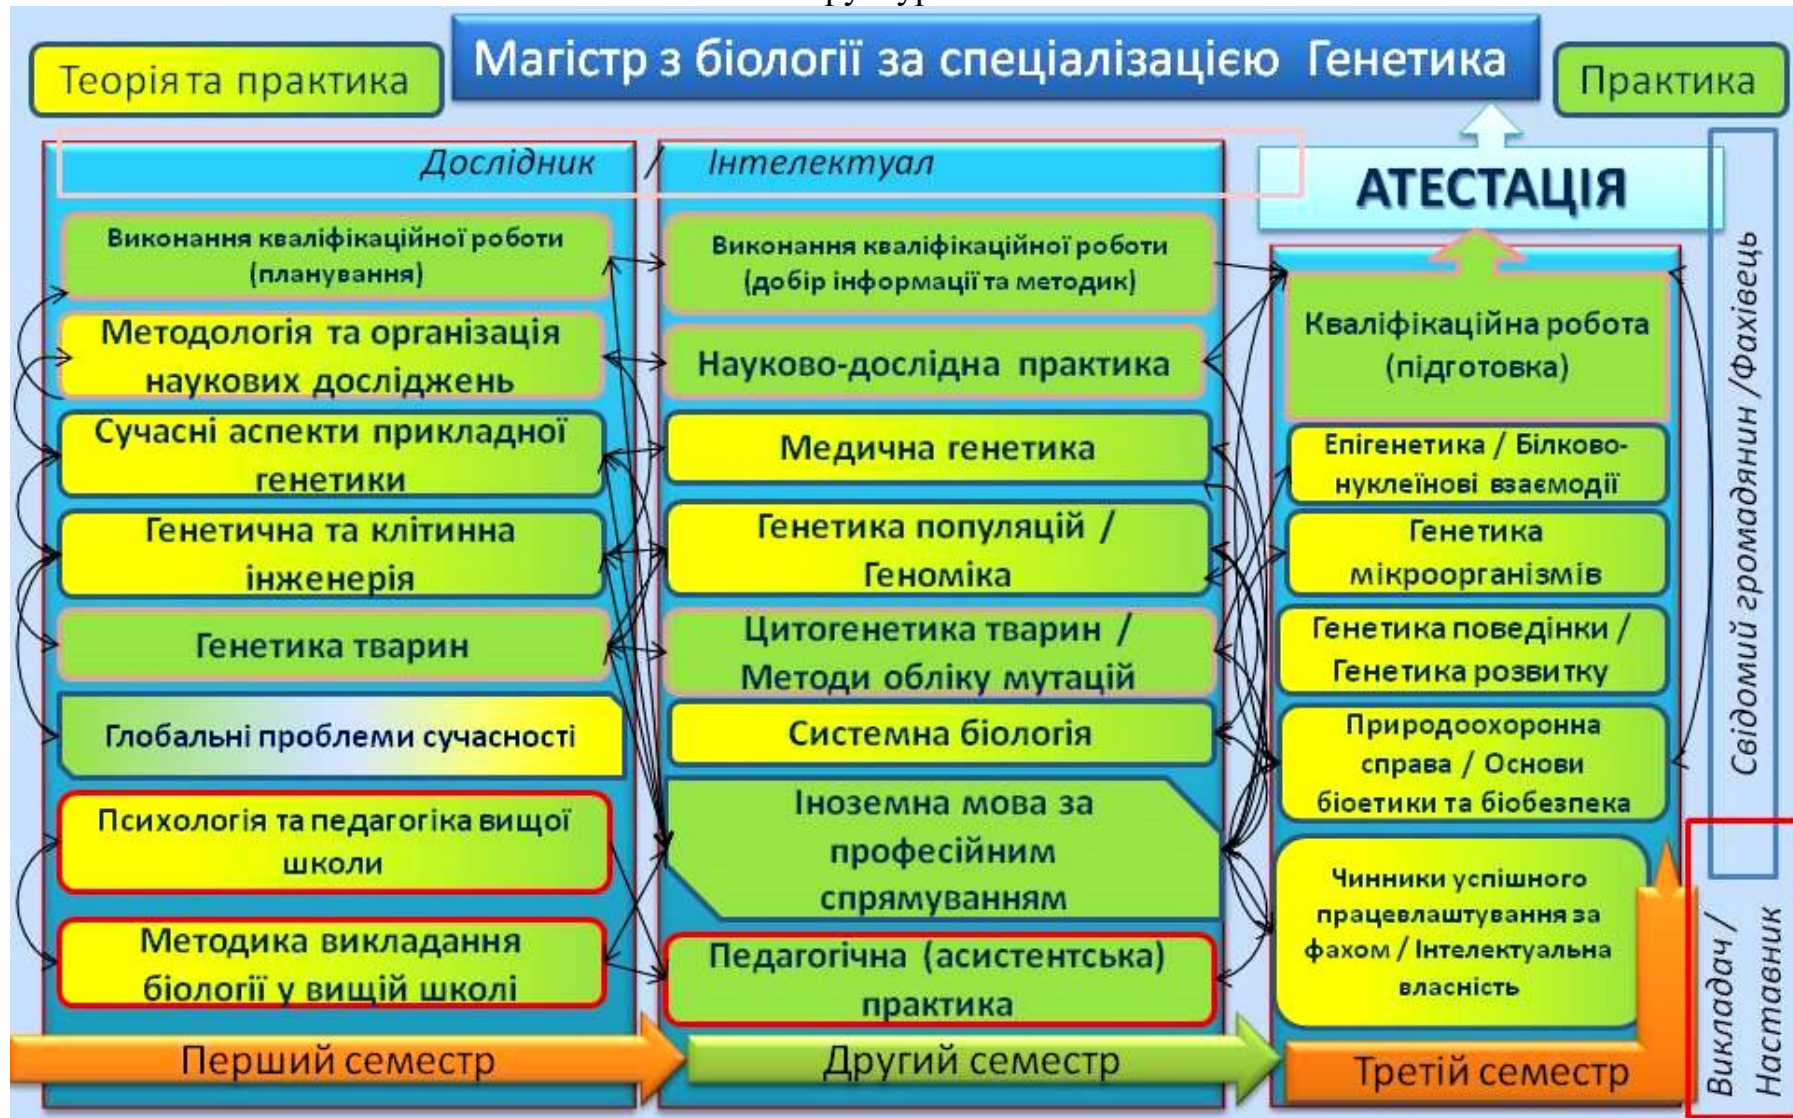 Теорія та практика
Магістр з біології за спеціалізацією Генетика
Практика
Дослідник / Інтелектуал
АТЕСТАЦІЯ
Виконання кваліфікаційної роботи
(планування)
Методологія та організація
наукових досліджень
Сучасні аспекти прикладної
генетики
Генетична та клітинна
інженерія
Генетика тварин
Глобальні проблеми сучасності
Психологія та педагогіка вищої
школи
Методика викладання
біології у вищій школі
Перший семестр
Виконання кваліфікаційної роботи
(добір інформації та методик)
Науково-дослідна практика
Медична генетика
Генетика популяцій /
Геноміка
Цитогенетика тварин /
Методи обліку мутацій
Системна біологія
Іноземна мова за
професійним
спрямуванням
Педагогічна (асистентська)
практика
Другий семестр
Кваліфікаційна робота
(підготовка)
Епігенетика / Білково-
нуклеїнові взаємодії
Генетика
мікроорганізмів
Генетика поведінки /
Генетика розвитку
Природоохоронна
справа / Основи
біоетики та біобезпека
Чинники успішного
працевлаштування за
фахом / Інтелектуальна
власність
Третій семестр
Свідомий громадянин /Фахівець
Викладач /
Наставник